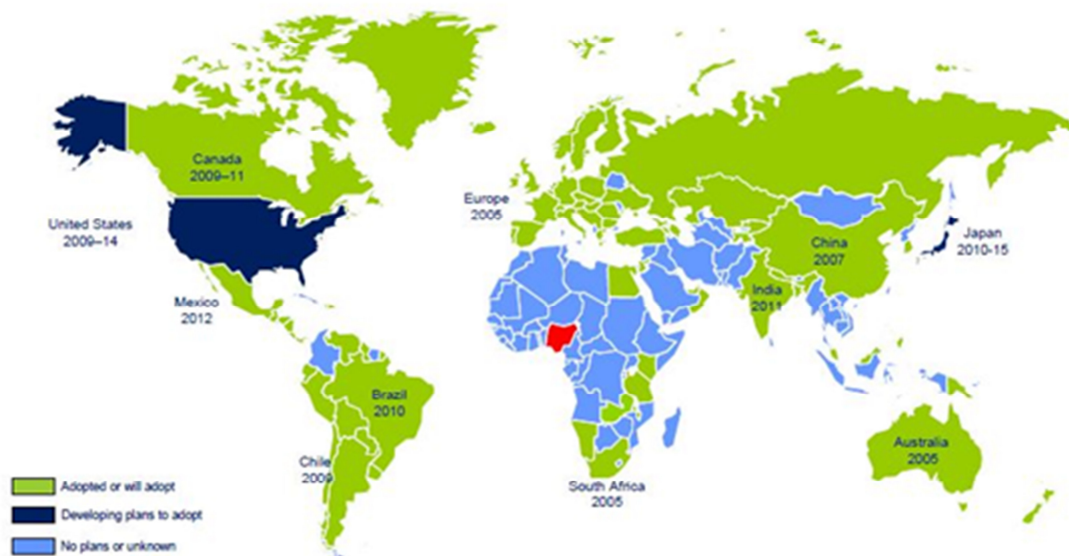 Canada
2009–11
United States
2009–14
Mexico
2012
Brazil
2010
Chile
2009
Europe
2005
South Africa
2005
China
2007
India
2011
Japan
2010-15
Australia
2005
Adopted or will adopt
Developing plans to adopt
No plans or unknown